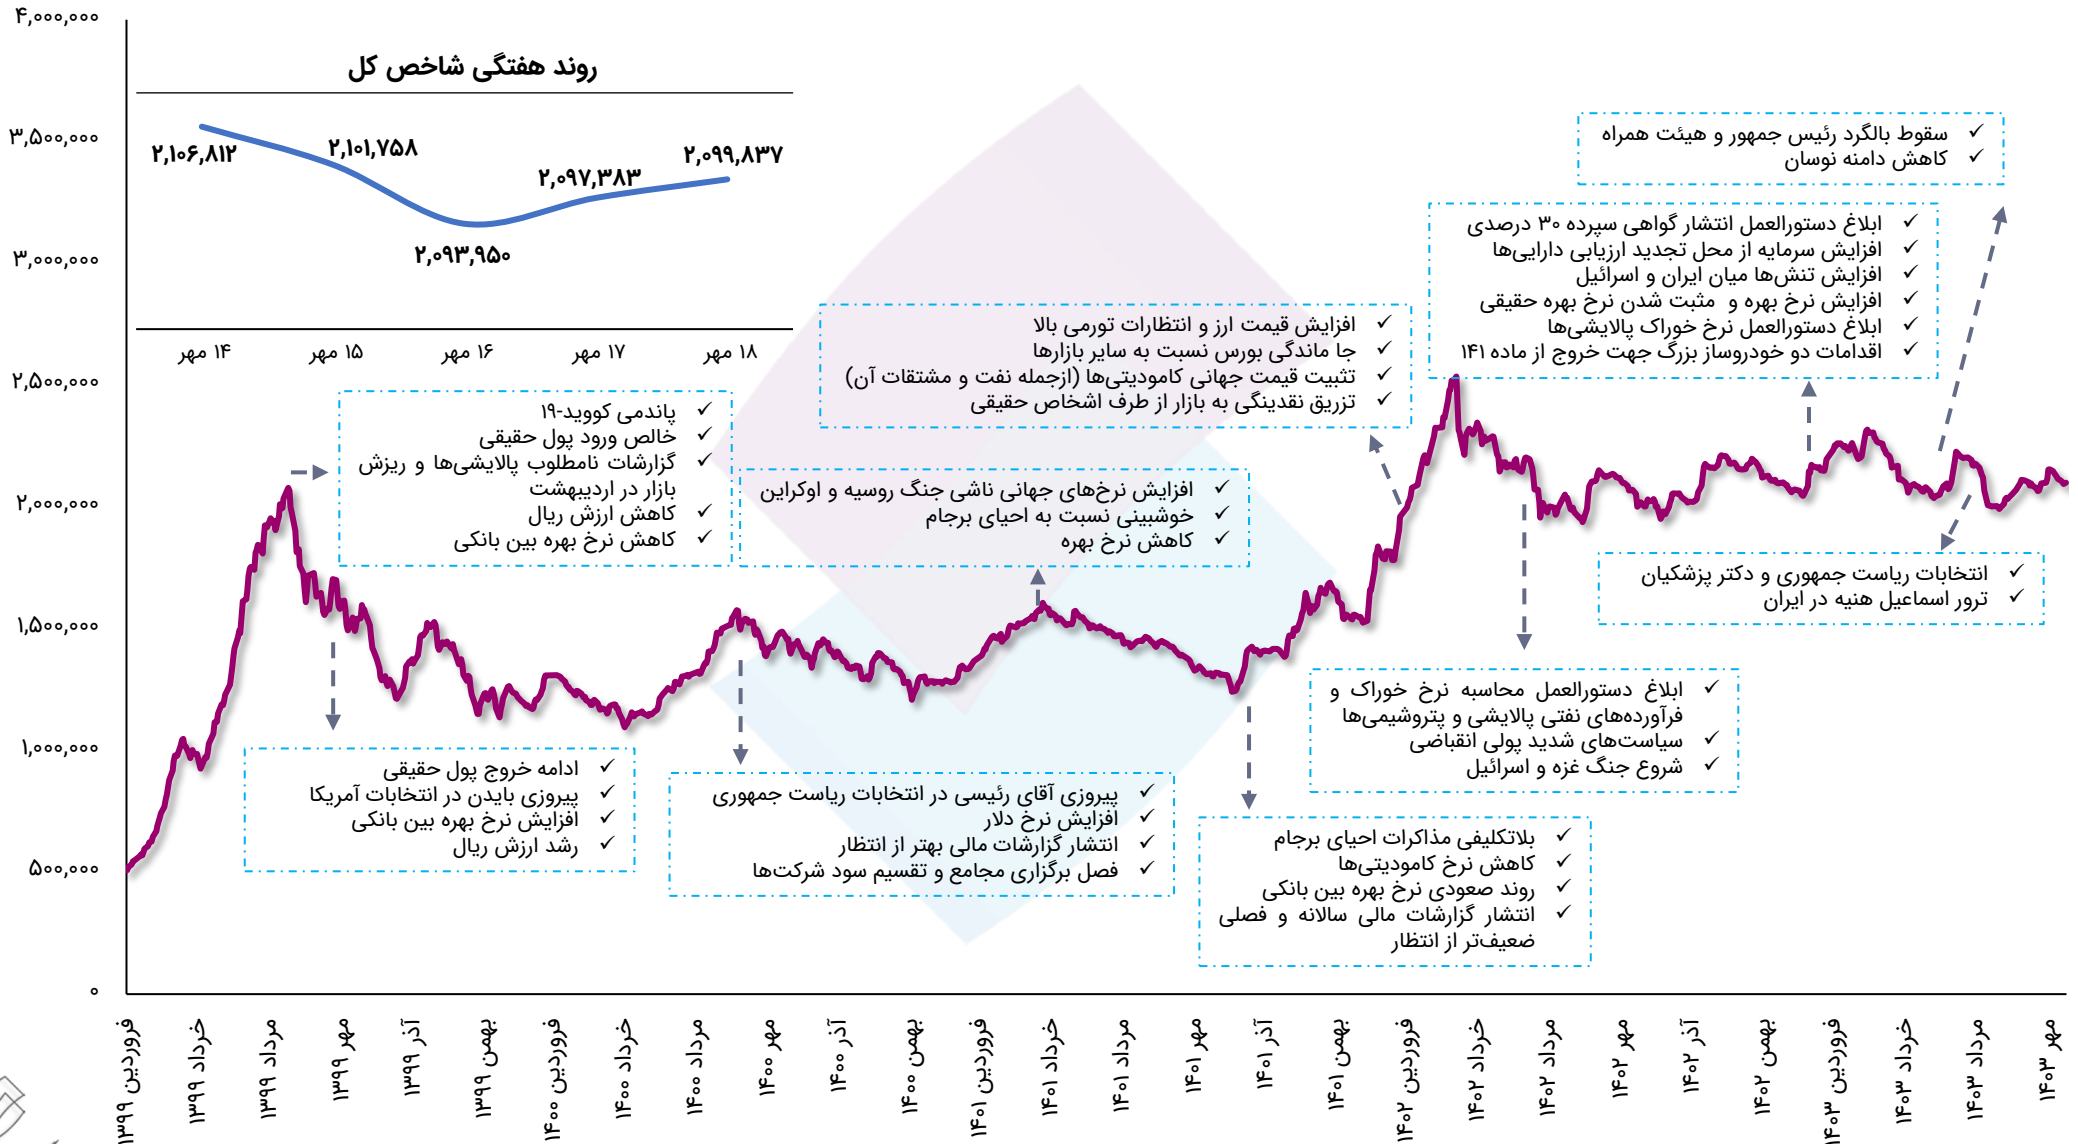 ۴,۰۰۰,۰۰۰
۳,۵۰۰,۰۰۰
۳,۰۰۰,۰۰۰
۲,۵۰۰,۰۰۰
۲,۰۰۰,۰۰۰
۱,۵۰۰,۰۰۰
۱,۰۰۰,۰۰۰
۵۰۰,۰۰۰
۰
روند هفتگی شاخص کل
۲,۱۰۶,۸۱۲
۲,۱۰۱,۷۵۸
۲,۰۹۳,۹۵۰
۲,۰۹۷,۳۸۳
۲,۰۹۹,۸۳۷
۱۴ مهر
۱۵ مهر
۱۶ مهر
۱۷ مهر
۱۸ مهر
✓ سقوط بالگرد رئیس جمهور و هیئت همراه
✓ کاهش دامنه نوسان
✓ ابلاغ دستورالعمل انتشار گواهی سپرده ۳۰ درصدی
✓ افزایش سرمایه از محل تجدید ارزیابی دارایی‌ها
✓ افزایش تنش‌ها میان ایران و اسرائیل
✓ افزایش نرخ بهره و مثبت شدن نرخ بهره حقیقی
✓ ابلاغ دستورالعمل نرخ خوراک پالایشی‌ها
✓ اقدامات دو خودروساز بزرگ جهت خروج از ماده ۱۴۱
✓ افزایش قیمت ارز و انتظارات تورمی بالا
✓ جا ماندگی بورس نسبت به سایر بازارها
✓ تثبیت قیمت جهانی کامودیتی‌ها (ازجمله نفت و مشتقات آن)
✓ تزریق نقدینگی به بازار از طرف اشخاص حقیقی
✓ پاندمی کووید-۱۹
✓ خالص ورود پول حقیقی
✓ گزارشات نامطلوب پالایشی‌ها و ریزش
بازار در اردیبهشت
✓ کاهش ارزش ریال
✓ کاهش نرخ بهره بین بانکی
✓ افزایش نرخ‌های جهانی ناشی جنگ روسیه و اوکراین
✓ خوشبینی نسبت به احیای برجام
✓ کاهش نرخ بهره
✓ انتخابات ریاست جمهوری و دکتر پزشکیان
✓ ترور اسماعیل هنیه در ایران
✓ ابلاغ دستورالعمل محاسبه نرخ خوراک و
فرآورده‌های نفتی پالایشی و پتروشیمی‌ها
✓ سیاست‌های شدید پولی انقباضی
✓ شروع جنگ غزه و اسرائیل
✓ ادامه خروج پول حقیقی
✓ پیروزی بایدن در انتخابات آمریکا
✓ افزایش نرخ بهره بین بانکی
✓ رشد ارزش ریال
✓ پیروزی آقای رئیسی در انتخابات ریاست جمهوری
✓ افزایش نرخ دلار
✓ انتشار گزارشات مالی بهتر از انتظار
✓ فصل برگزاری مجامع و تقسیم سود شرکت‌ها
✓ بلاتکلیفی مذاکرات احیای برجام
✓ کاهش نرخ کامودیتی‌ها
✓ روند صعودی نرخ بهره بین بانکی
✓ انتشار گزارشات مالی سالانه و فصلی
ضعیف‌تر از انتظار
فروردین ۱۳۹۹
خرداد ۱۳۹۹
مرداد ۱۳۹۹
مهر ۱۳۹۹
آذر ۱۳۹۹
بهمن ۱۳۹۹
فروردین ۱۴۰۰
خرداد ۱۴۰۰
مرداد ۱۴۰۰
مهر ۱۴۰۰
آذر ۱۴۰۰
بهمن ۱۴۰۰
فروردین ۱۴۰۱
خرداد ۱۴۰۱
مرداد ۱۴۰۱
مهر ۱۴۰۱
آذر ۱۴۰۱
بهمن ۱۴۰۱
فروردین ۱۴۰۲
خرداد ۱۴۰۲
مرداد ۱۴۰۲
مهر ۱۴۰۲
آذر ۱۴۰۲
بهمن ۱۴۰۲
فروردین ۱۴۰۳
خرداد ۱۴۰۳
مرداد ۱۴۰۳
مهر ۱۴۰۳